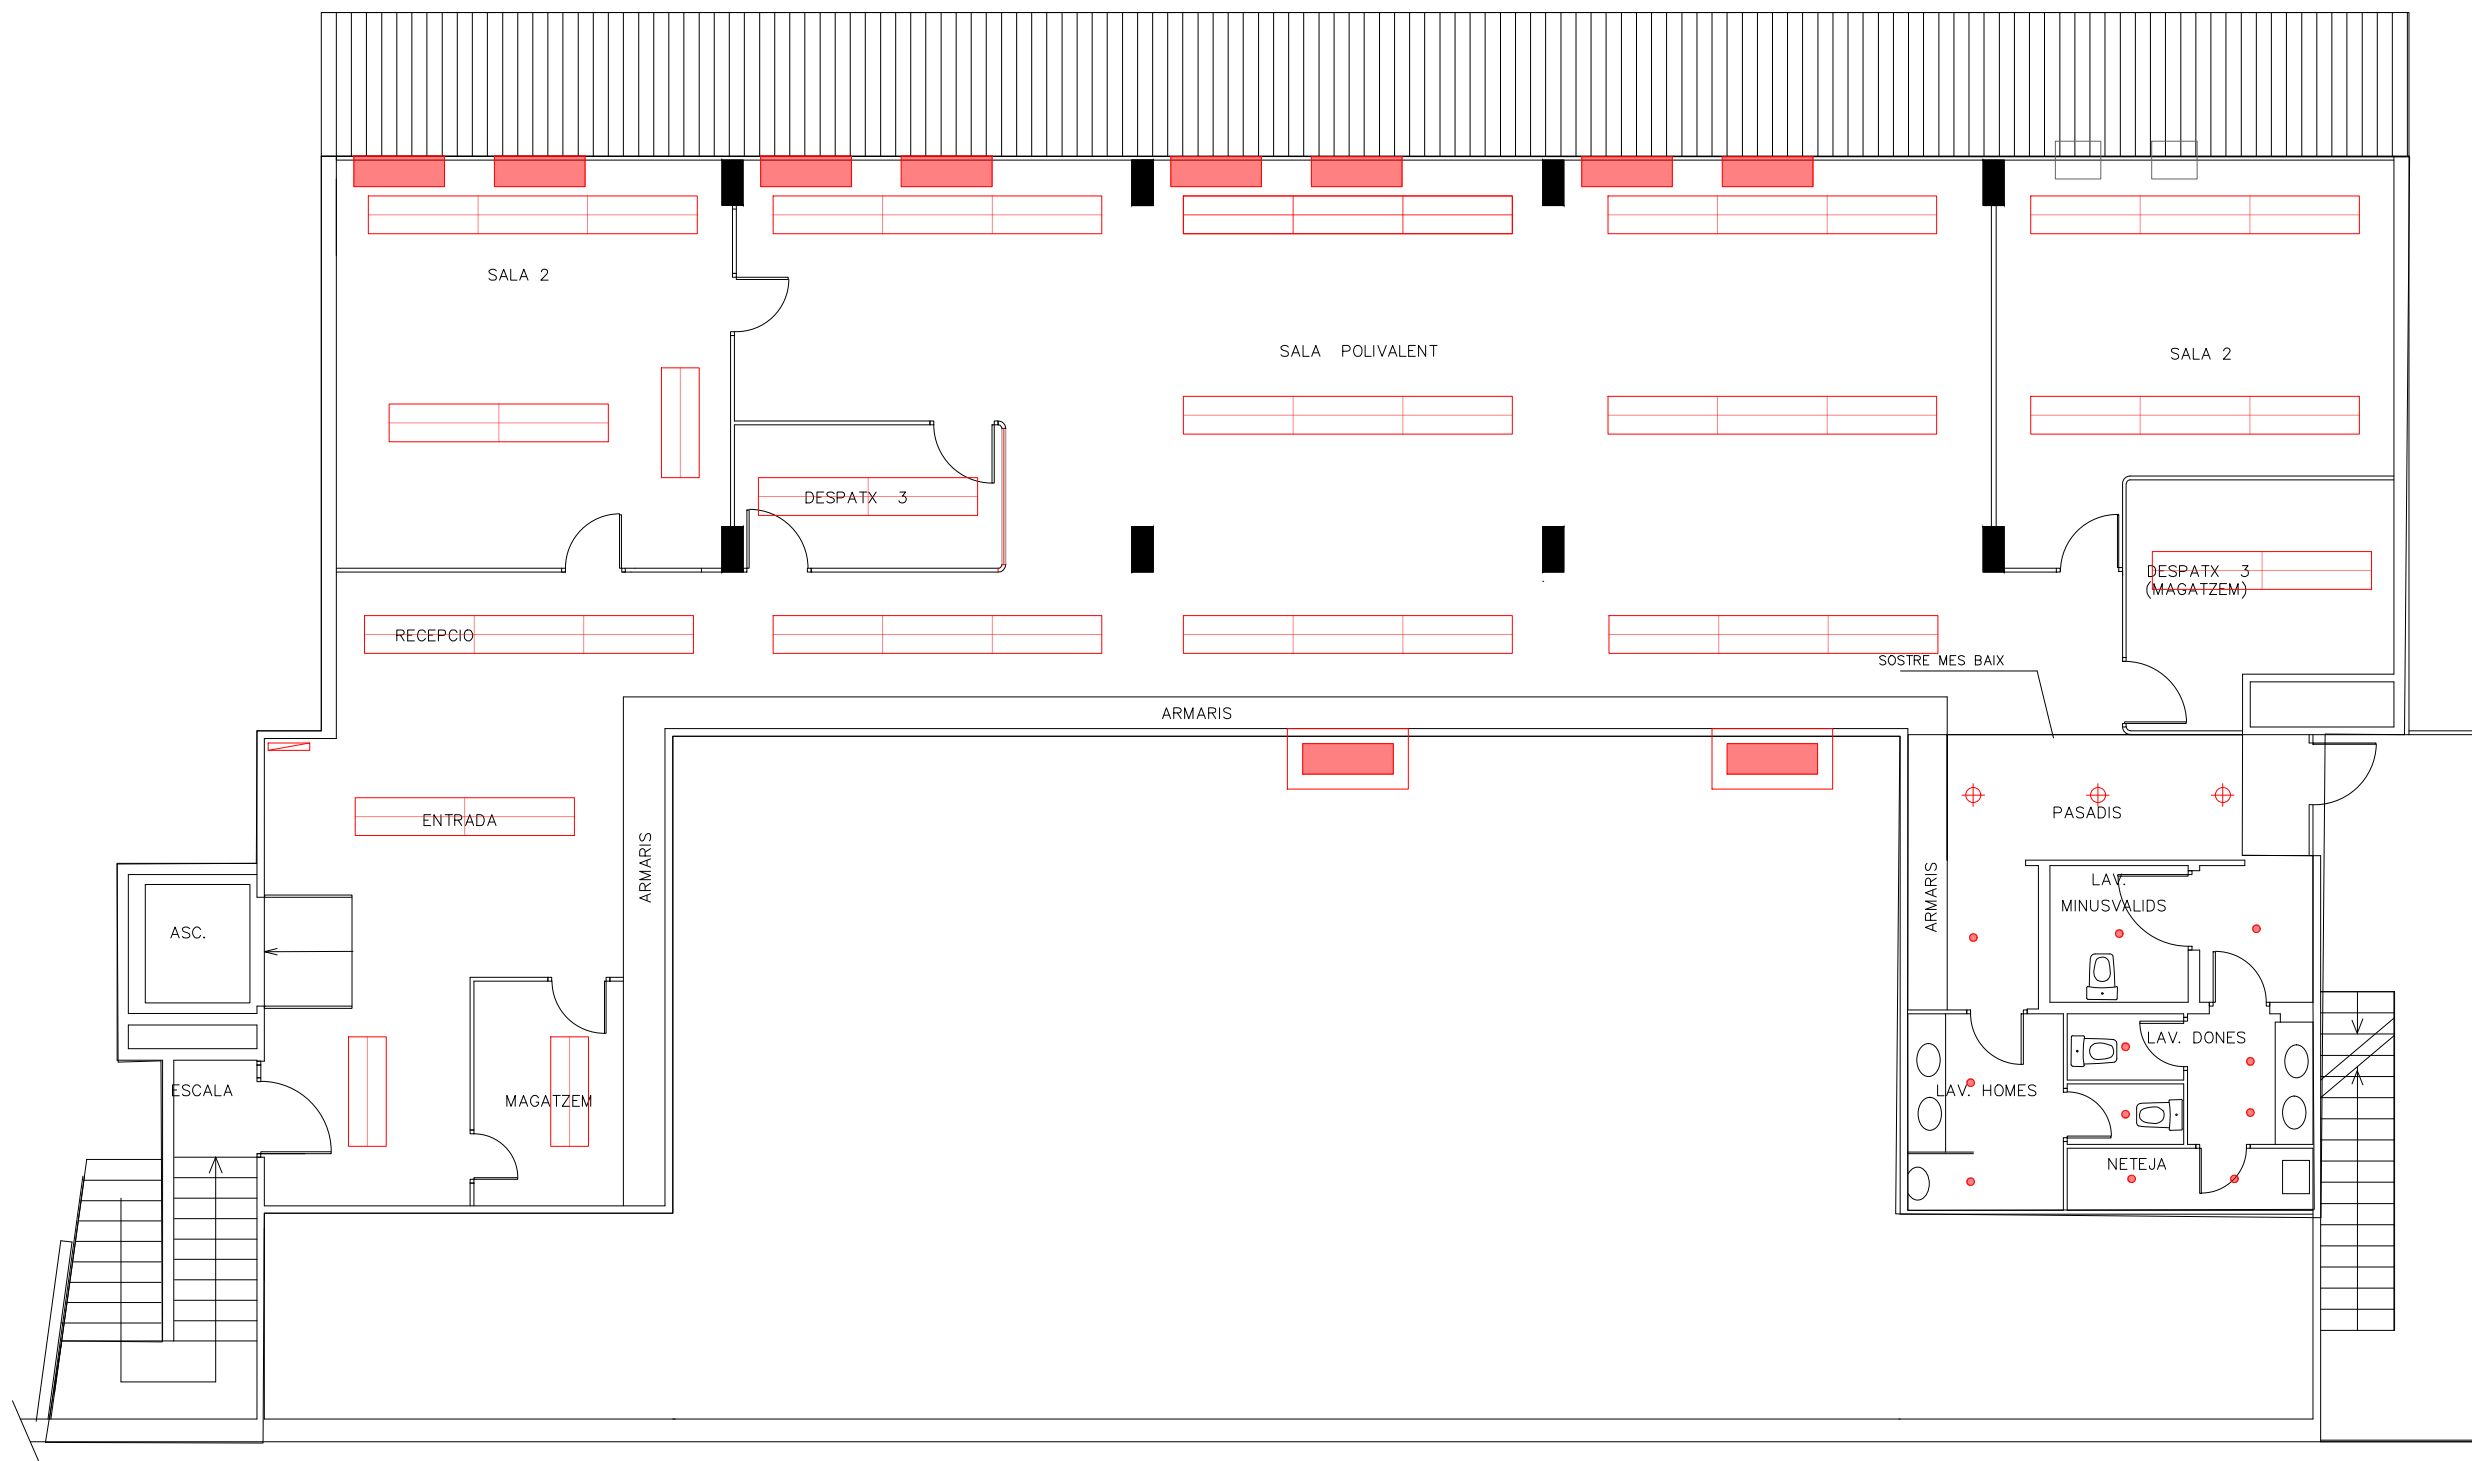 SALA 2
SALA POLIVALENT
SALA 2
DESPATX 3
DESPATX 3
(MAGATZEM)
RECEPCIO
SOSTRE MES BAIX
ARMARIS
ENTRADA
ARMARIS
PASADIS
ARMARIS
LAV.
MINUSVALIDS
ASC.
LAV. DONES
ESCALA
MAGATZEM
LAV. HOMES
NETEJA